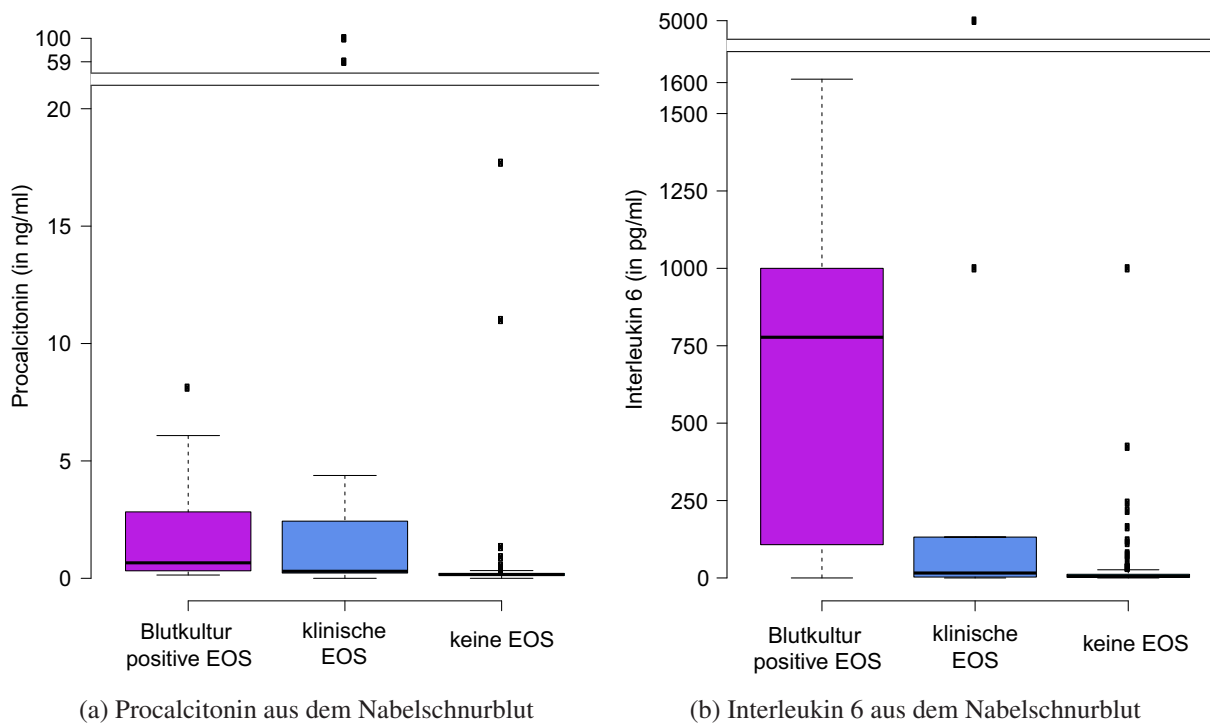 Procalcitonin (in ng/ml)
100
59
20
15
10
5
0
Blutkultur
positive EOS
klinische
EOS
keine EOS
(a) Procalcitonin aus dem Nabelschnurblut
Interleukin 6 (in pg/ml)
5000
1600
1500
1250
1000
750
500
250
0
Blutkultur
positive EOS
klinische
EOS
keine EOS
(b) Interleukin 6 aus dem Nabelschnurblut